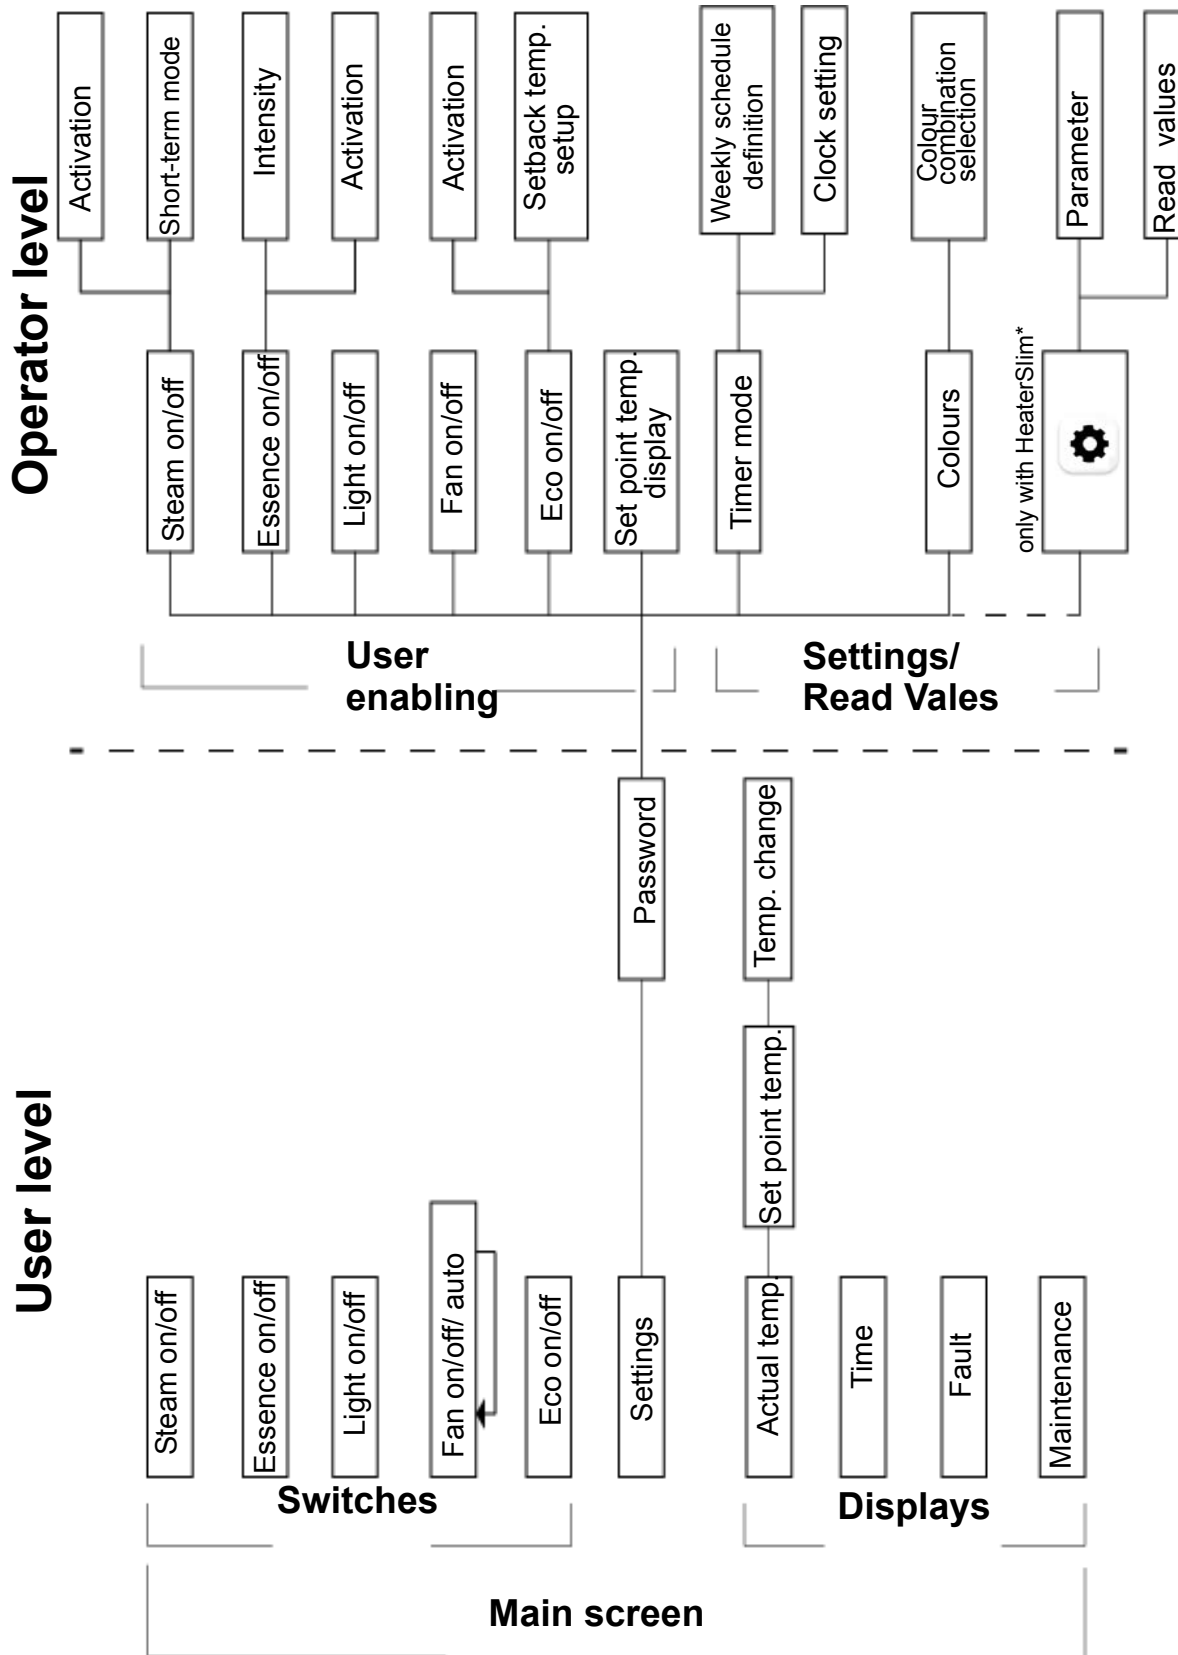 Operator level
Activation
Short-term mode
Intensity
Activation
Activation
Setback temp.
setup
Weekly schedule
definition
Clock setting
Colour
combination
selection
Parameter
Read values
Steam on/off
Essence on/off
Light on/off
Fan on/off
Eco on/off
Set point temp.
display
Timer mode
Colours
only with HeaterSlim*
User
enabling
Settings/
Read Vales
User level
Password
Temp. change
Set point temp.
Steam on/off
Essence on/off
Light on/off
Fan on/off/ auto
Eco on/off
Settings
Actual temp.
Time
Fault
Maintenance
Switches
Displays
Main screen